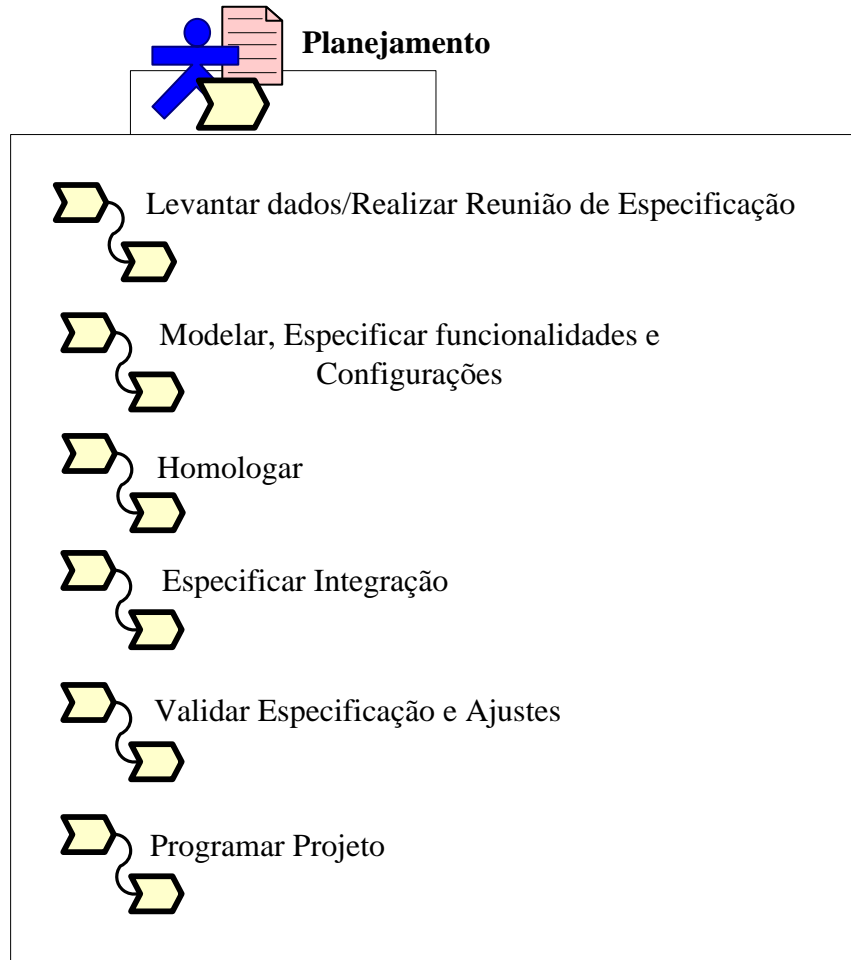 Planejamento
Levantar dados/Realizar Reunião de Especificação
Modelar, Especificar funcionalidades e
Configurações
Homologar
Especificar Integração
Validar Especificação e Ajustes
Programar Projeto